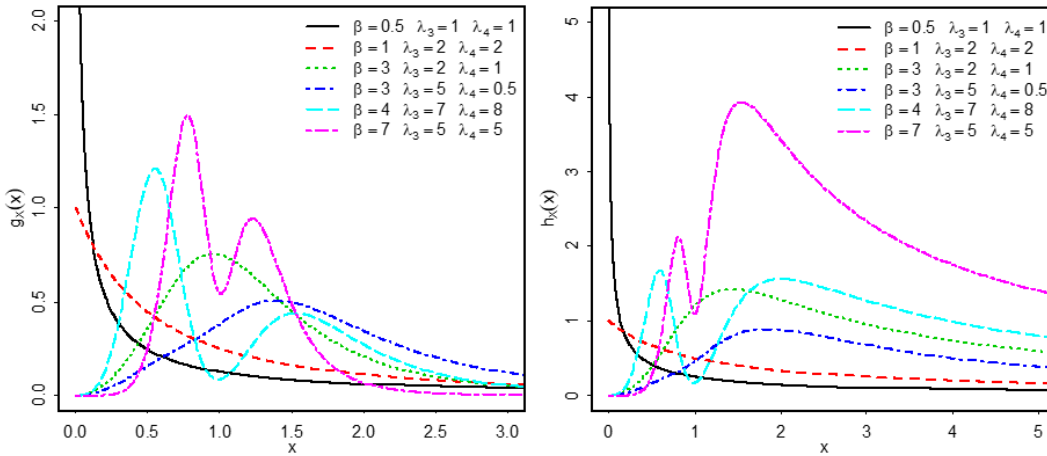 β = 0.5 λ₃ = 1 λ₄ = 1
β = 1 λ₃ = 2 λ₄ = 2
β = 3 λ₃ = 2 λ₄ = 1
β = 3 λ₃ = 5 λ₄ = 0.5
β = 4 λ₃ = 7 λ₄ = 8
β = 7 λ₃ = 5 λ₄ = 5
2.0
1.5
1.0
0.5
0.0
gₓ(x)
0.0 0.5 1.0 1.5 2.0 2.5 3.0
x
β = 0.5 λ₃ = 1 λ₄ = 1
β = 1 λ₃ = 2 λ₄ = 2
β = 3 λ₃ = 2 λ₄ = 1
β = 3 λ₃ = 5 λ₄ = 0.5
β = 4 λ₃ = 7 λ₄ = 8
β = 7 λ₃ = 5 λ₄ = 5
5
4
3
2
1
0
hₓ(x)
0 1 2 3 4 5
x